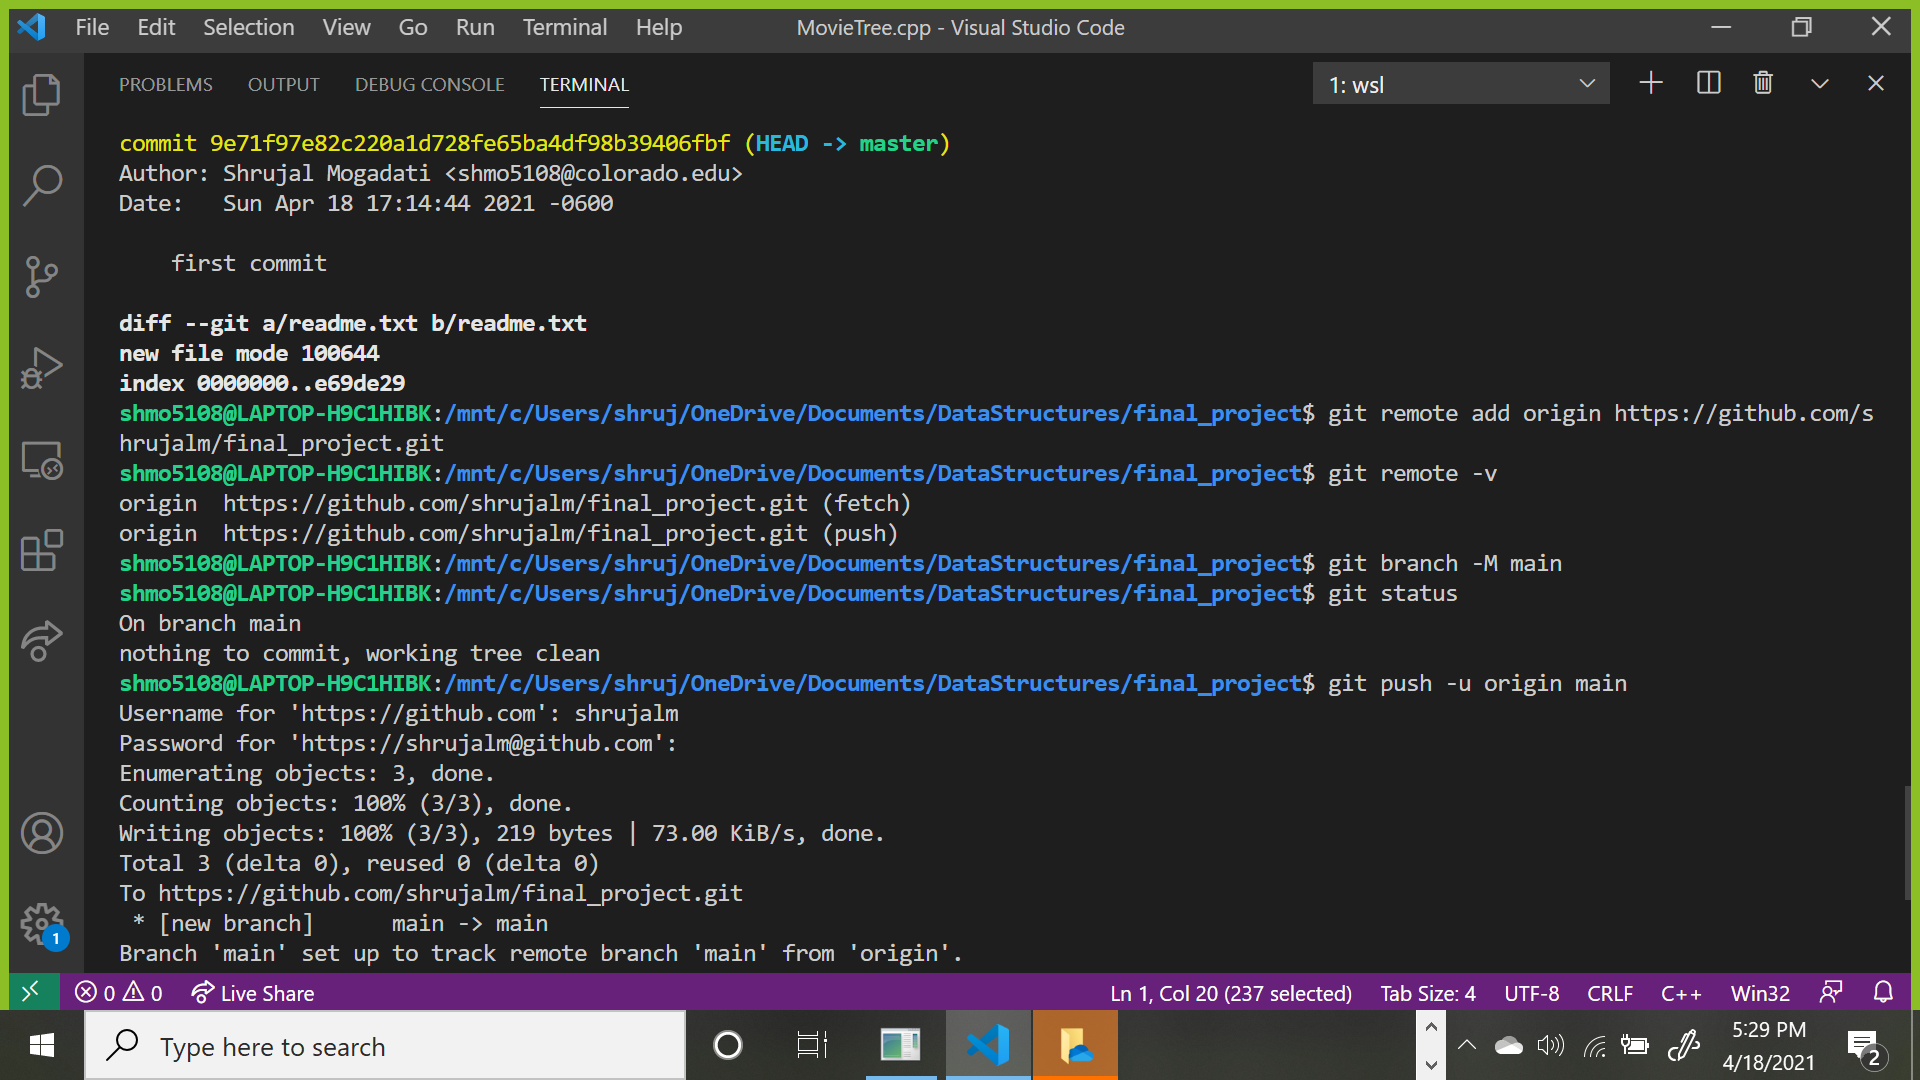 File Edit Selection View Go Run Terminal Help MovieTree.cpp - Visual Studio Code
PROBLEMS OUTPUT DEBUG CONSOLE TERMINAL 1: wsl
commit 9e71f97e82c220a1d728fe65ba4df98b39406fbf (HEAD -> master)
Author: Shrujal Mogadati <shmo5108@colorado.edu>
Date:   Sun Apr 18 17:14:44 2021 -0600
first commit
diff --git a/readme.txt b/readme.txt
new file mode 100644
index 0000000..e69de29
shmo5108@LAPTOP-H9C1HIBK:/mnt/c/Users/shruj/OneDrive/Documents/DataStructures/final_project$ git remote add origin https://github.com/s
hrujalm/final_project.git
shmo5108@LAPTOP-H9C1HIBK:/mnt/c/Users/shruj/OneDrive/Documents/DataStructures/final_project$ git remote -v
origin  https://github.com/shrujalm/final_project.git (fetch)
origin  https://github.com/shrujalm/final_project.git (push)
shmo5108@LAPTOP-H9C1HIBK:/mnt/c/Users/shruj/OneDrive/Documents/DataStructures/final_project$ git branch -M main
shmo5108@LAPTOP-H9C1HIBK:/mnt/c/Users/shruj/OneDrive/Documents/DataStructures/final_project$ git status
On branch main
nothing to commit, working tree clean
shmo5108@LAPTOP-H9C1HIBK:/mnt/c/Users/shruj/OneDrive/Documents/DataStructures/final_project$ git push -u origin main
Username for 'https://github.com': shrujalm
Password for 'https://shrujalm@github.com':
Enumerating objects: 3, done.
Counting objects: 100% (3/3), done.
Writing objects: 100% (3/3), 219 bytes | 73.00 KiB/s, done.
Total 3 (delta 0), reused 0 (delta 0)
To https://github.com/shrujalm/final_project.git
 * [new branch]      main -> main
Branch 'main' set up to track remote branch 'main' from 'origin'.
1
0 0 Live Share Ln 1, Col 20 (237 selected) Tab Size: 4 UTF-8 CRLF C++ Win32
Type here to search
5:29 PM
4/18/2021
2